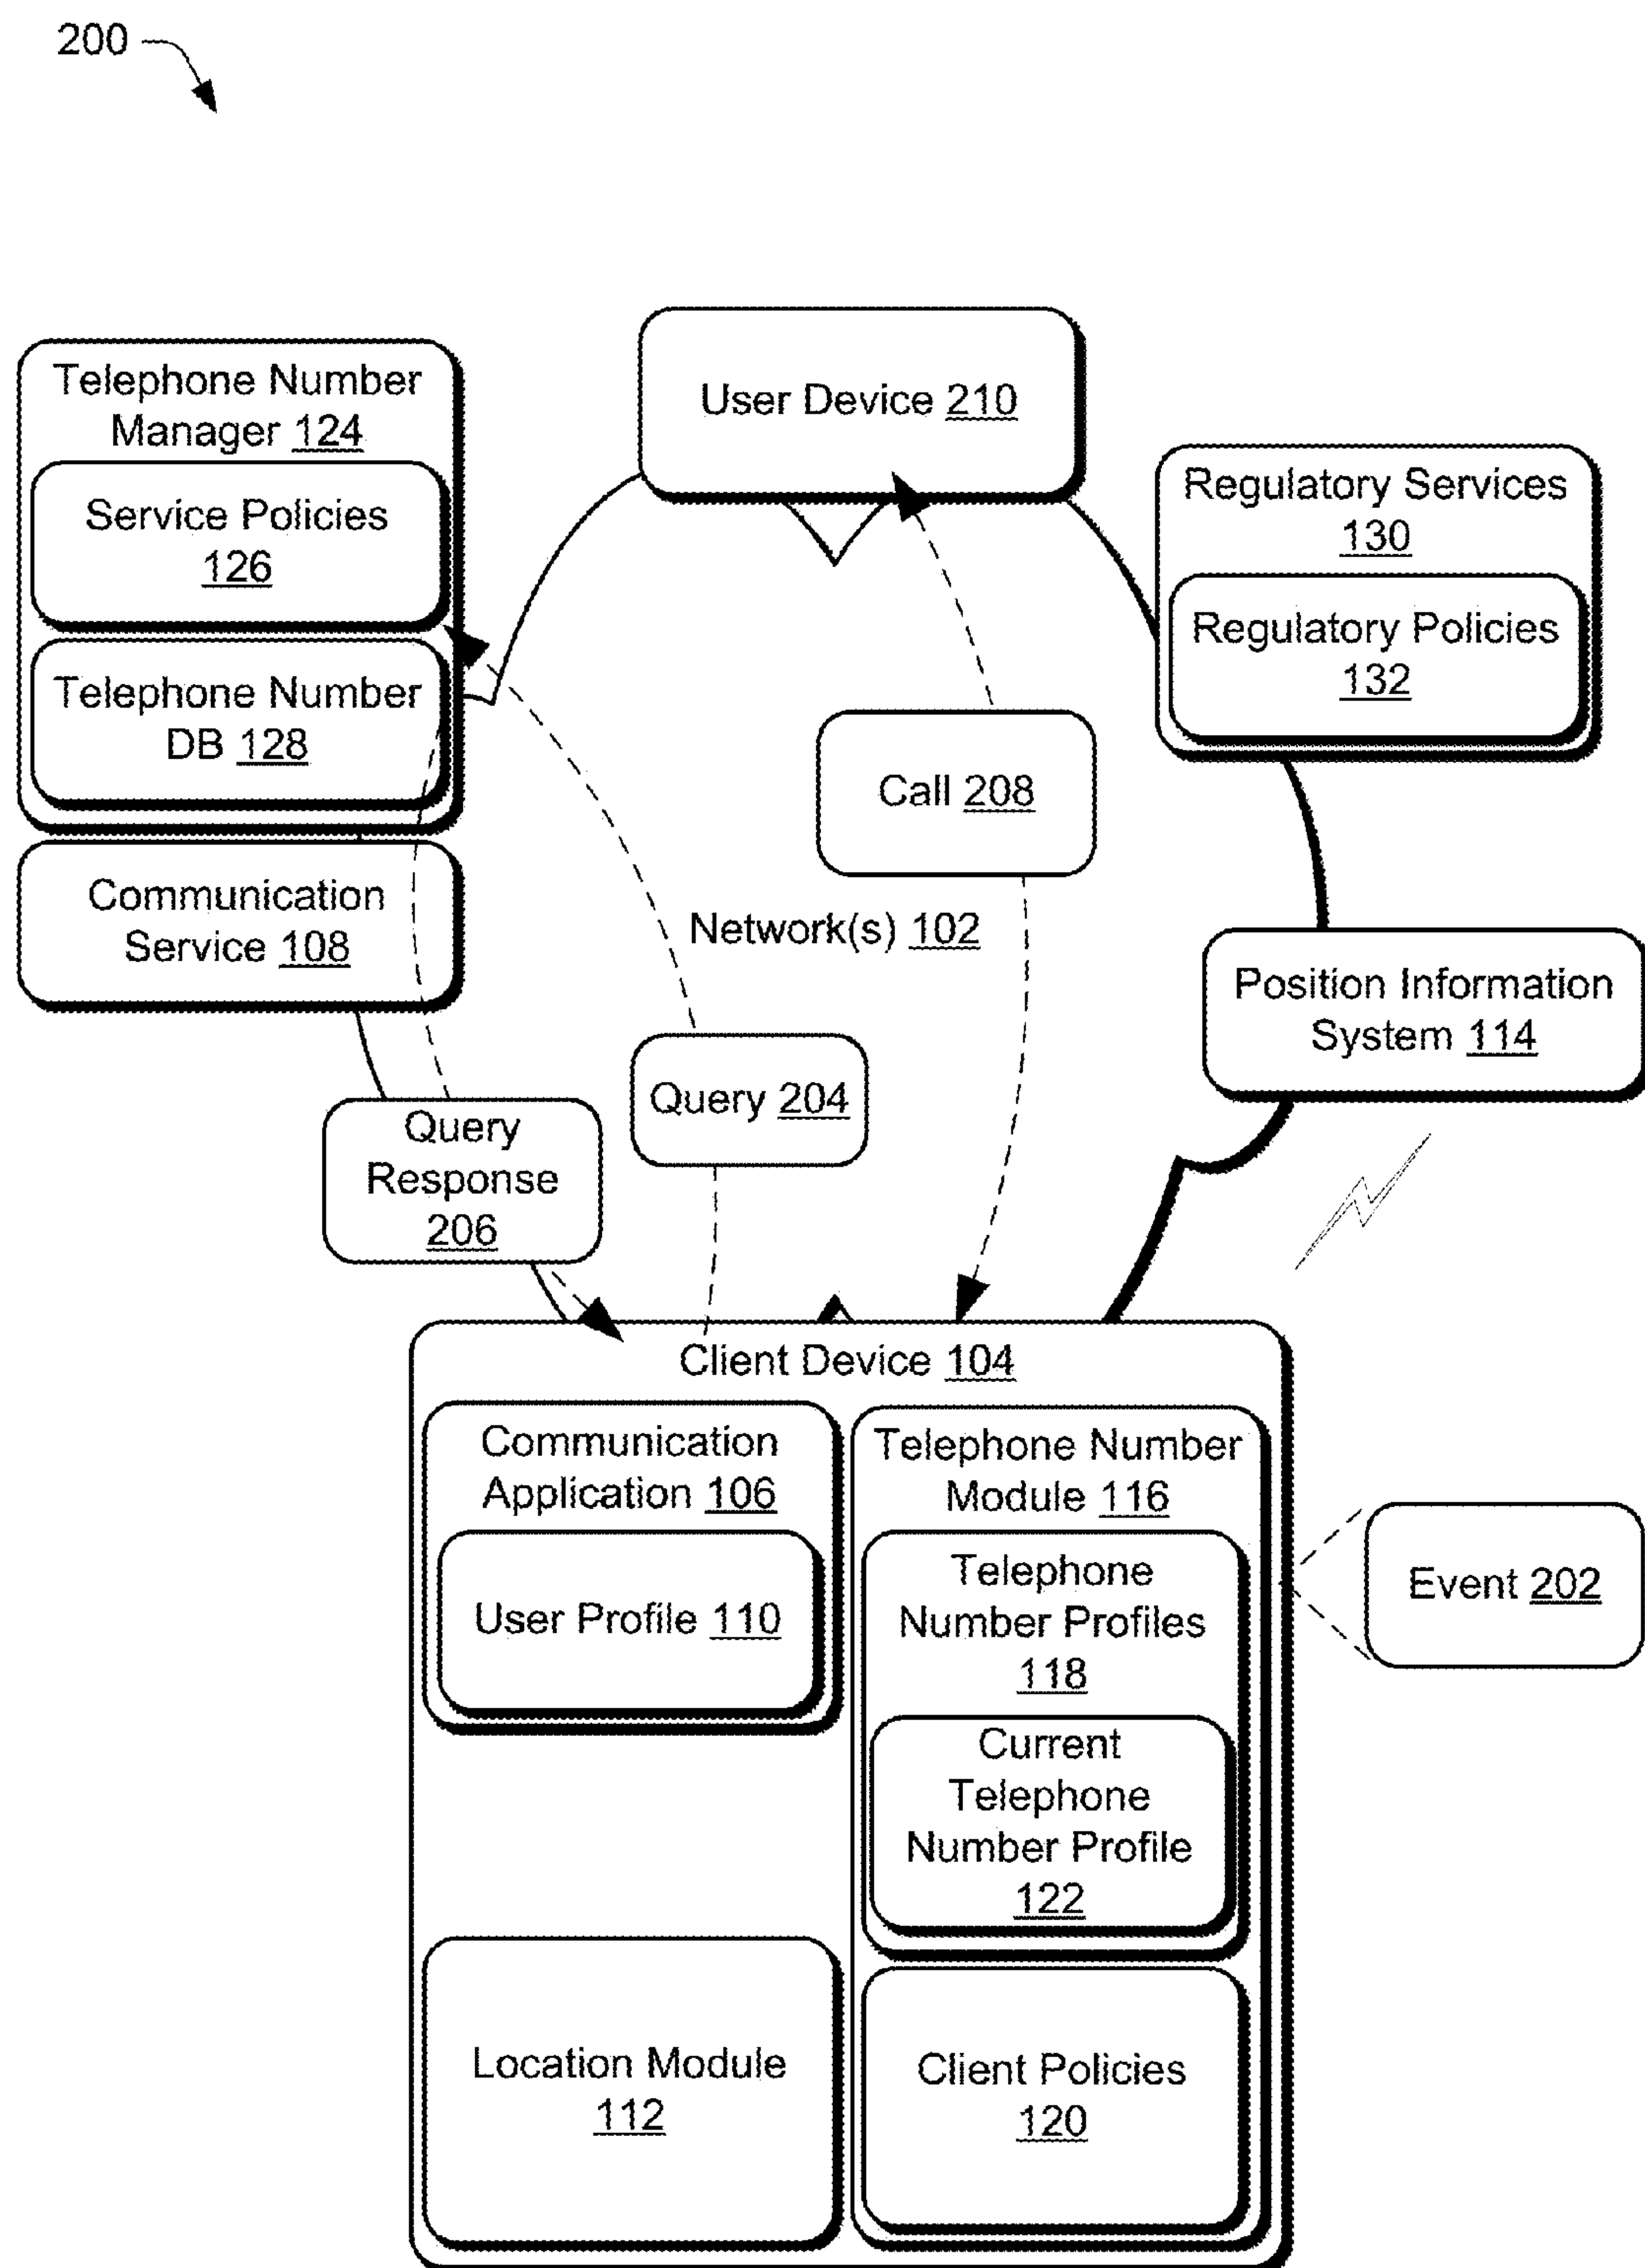 200
Telephone Number
Manager 124
Service Policies
126
Telephone Number
DB 128
Communication
Service 108
User Device 210
Regulatory Services
130
Regulatory Policies
132
Call 208
Network(s) 102
Position Information
System 114
Query 204
Query
Response
206
Client Device 104
Communication
Application 106
User Profile 110
Location Module
112
Telephone Number
Module 116
Telephone
Number Profiles
118
Current
Telephone
Number Profile
122
Client Policies
120
Event 202